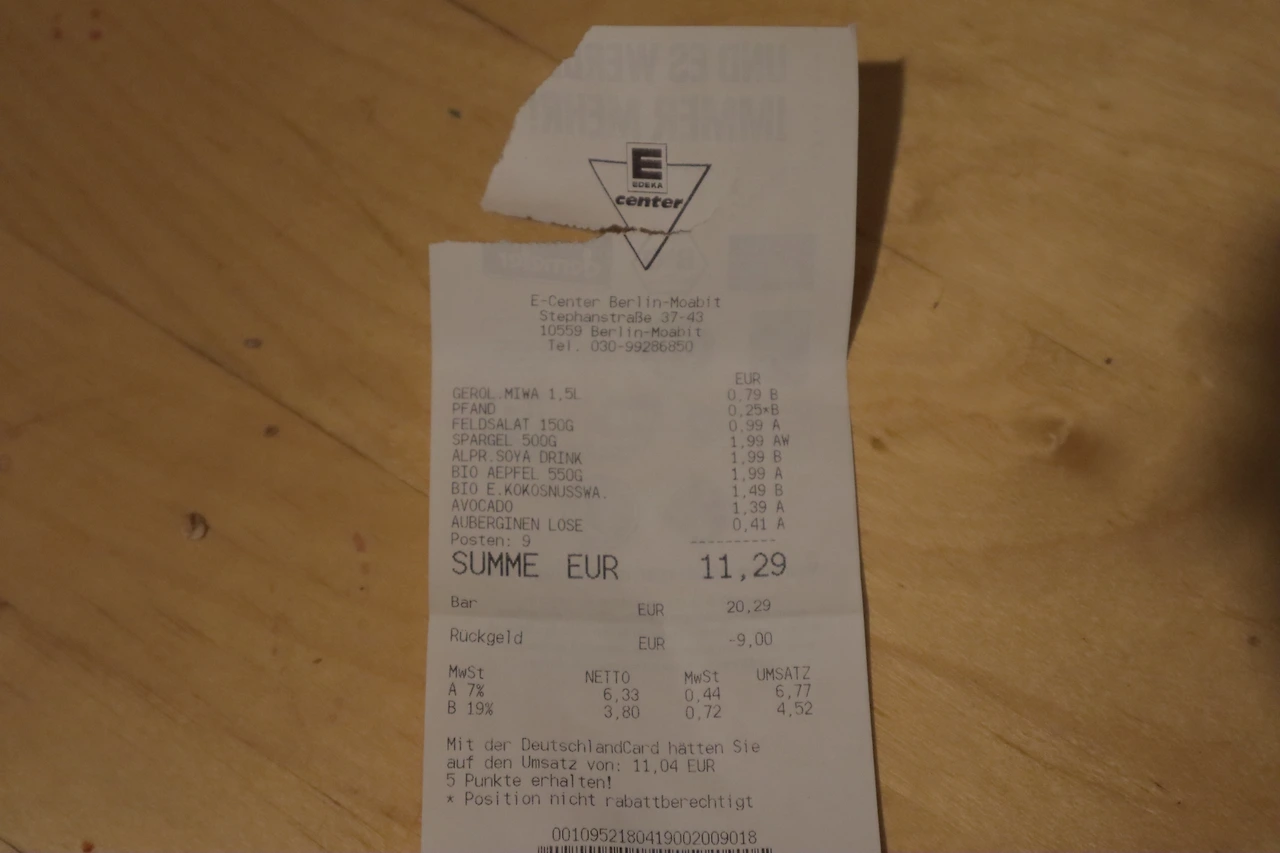 E
EDEKA
center
E-Center Berlin-Moabit
Stephanstraße 37-43
10559 Berlin-Moabit
Tel. 030-99286850
EUR
GEROL.MIWA 1,5L 0,79 B
PFAND 0,25*B
FELDSALAT 150G 0,99 A
SPARGEL 500G 1,99 AW
ALPR.SOYA DRINK 1,99 B
BIO AEPFEL 550G 1,99 A
BIO E.KOKOSNUSSWA. 1,49 B
AVOCADO 1,39 A
AUBERGINEN LOSE 0,41 A
Posten: 9 ----------
SUMME EUR 11,29
Bar EUR 20,29
Rückgeld EUR -9,00
MwSt NETTO MwSt UMSATZ
A 7% 6,33 0,44 6,77
B 19% 3,80 0,72 4,52
Mit der DeutschlandCard hätten Sie
auf den Umsatz von: 11,04 EUR
5 Punkte erhalten!
* Position nicht rabattberechtigt
0010952180419002009018